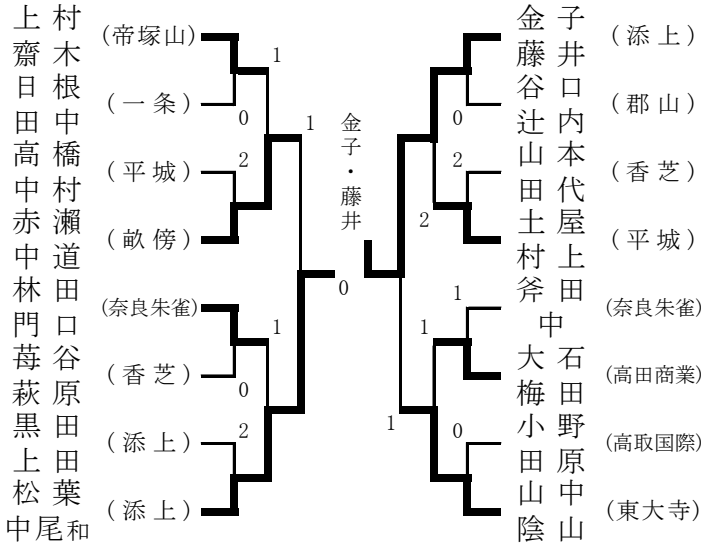 上村
齋木
(帝塚山)
日根
田中
(一条)
高橋
中村
(平城)
赤瀬
中道
(畝傍)
林田
門口
(奈良朱雀)
苺谷
萩原
(香芝)
黒田
上田
(添上)
松葉
中尾和
(添上)
1
0
2
1
1
0
2
金子・藤井
0
金子
藤井
(添上)
谷口
辻内
(郡山)
山本
田代
(香芝)
土屋
村上
(平城)
斧田
中
(奈良朱雀)
大石
梅田
(高田商業)
小野
田原
(高取国際)
山中
陰山
(東大寺)
0
2
2
1
1
1
0